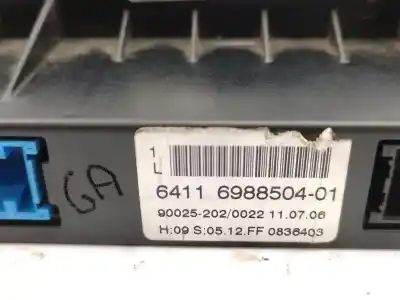 GA
1
L
6411 6988504-01
90025-202/0022 11.07.06
H:09 S:05.12.FF 0836403